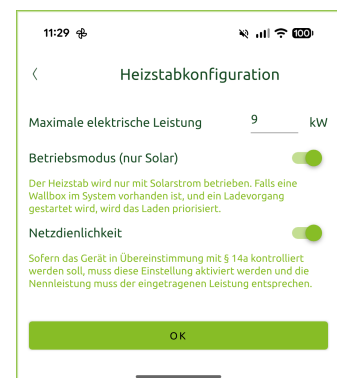 11:29
100
Heizstabkonfiguration
Maximale elektrische Leistung 9 kW
Betriebsmodus (nur Solar)
Der Heizstab wird nur mit Solarstrom betrieben. Falls eine
Wallbox im System vorhanden ist, und ein Ladevorgang
gestartet wird, wird das Laden priorisiert.
Netzdienlichkeit
Sofern das Gerät in Übereinstimmung mit § 14a kontrolliert
werden soll, muss diese Einstellung aktiviert werden und die
Nennleistung muss der eingetragenen Leistung entsprechen.
OK